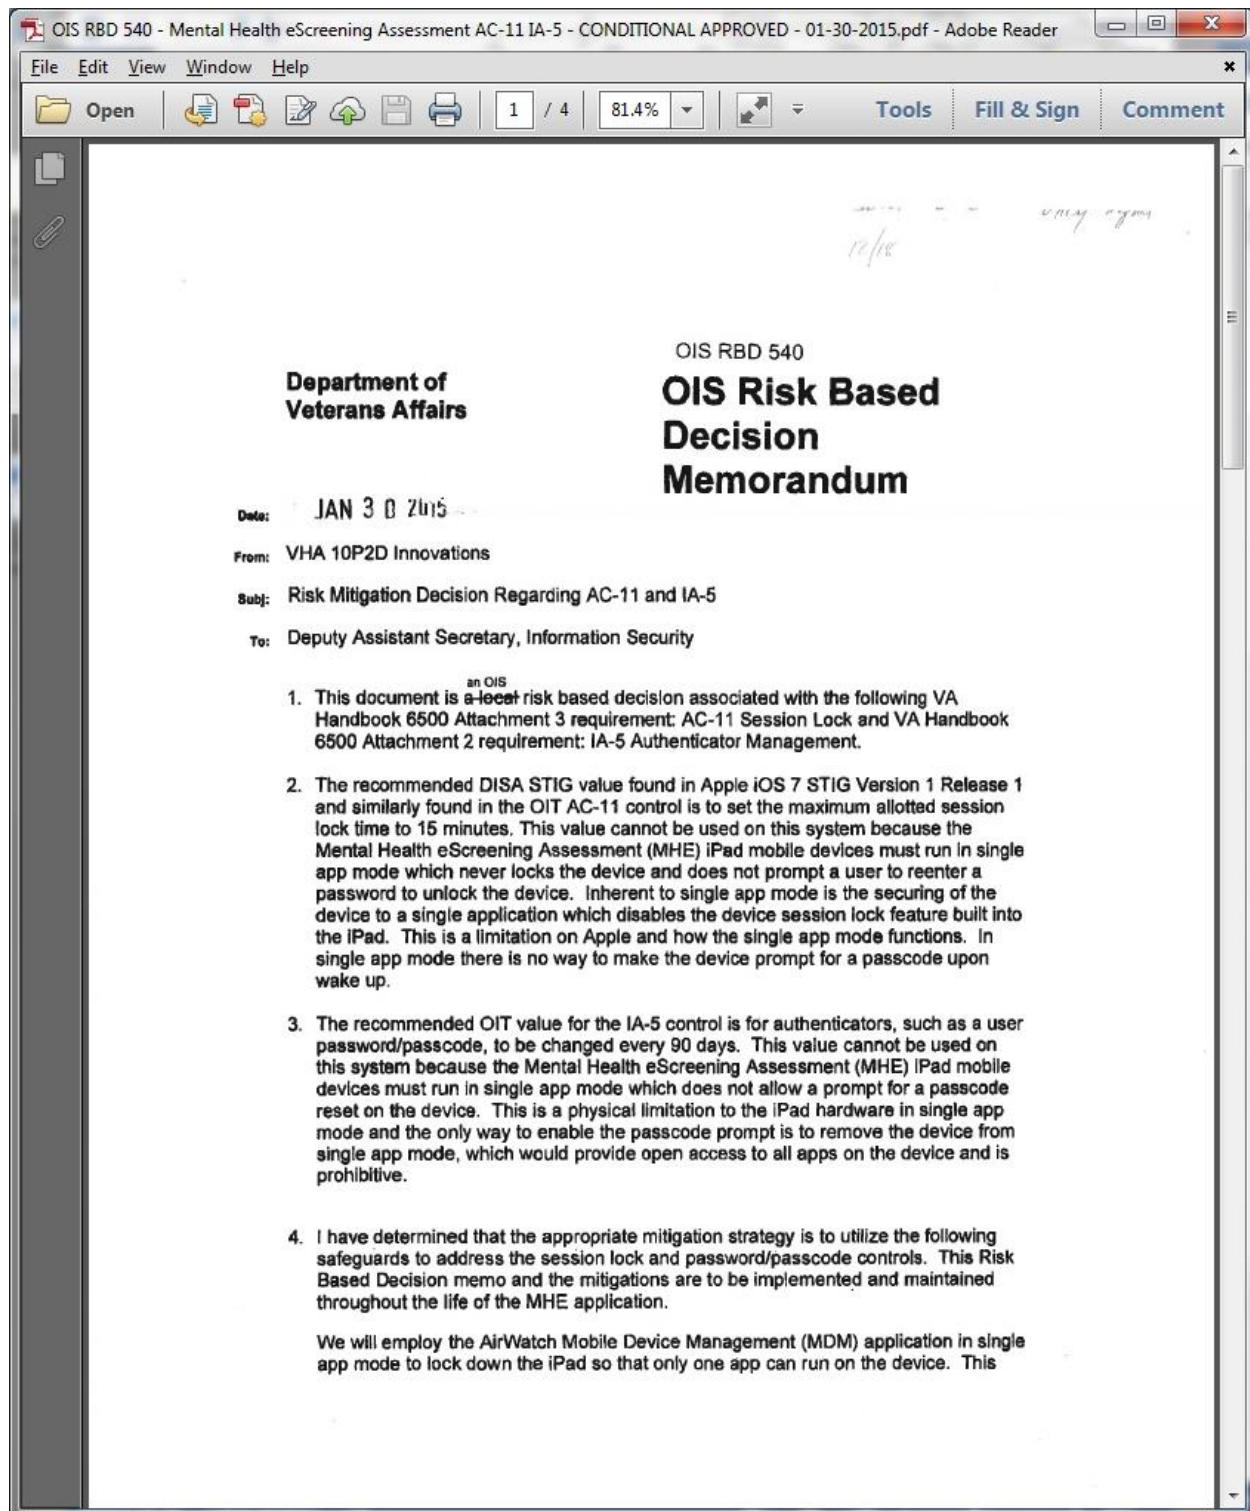 OIS RBD 540 - Mental Health eScreening Assessment AC-11 IA-5 - CONDITIONAL APPROVED - 01-30-2015.pdf - Adobe Reader
File Edit View Window Help
Open 1 / 4 81.4% Tools Fill & Sign Comment
12/18
OIS RBD 540
Department of
Veterans Affairs
OIS Risk Based
Decision
Memorandum
Date: JAN 30 2015
From: VHA 10P2D Innovations
Subj: Risk Mitigation Decision Regarding AC-11 and IA-5
To: Deputy Assistant Secretary, Information Security
an OIS
1. This document is a local risk based decision associated with the following VA
Handbook 6500 Attachment 3 requirement: AC-11 Session Lock and VA Handbook
6500 Attachment 2 requirement: IA-5 Authenticator Management.
2. The recommended DISA STIG value found in Apple iOS 7 STIG Version 1 Release 1
and similarly found in the OIT AC-11 control is to set the maximum allotted session
lock time to 15 minutes. This value cannot be used on this system because the
Mental Health eScreening Assessment (MHE) iPad mobile devices must run in single
app mode which never locks the device and does not prompt a user to reenter a
password to unlock the device. Inherent to single app mode is the securing of the
device to a single application which disables the device session lock feature built into
the iPad. This is a limitation on Apple and how the single app mode functions. In
single app mode there is no way to make the device prompt for a passcode upon
wake up.
3. The recommended OIT value for the IA-5 control is for authenticators, such as a user
password/passcode, to be changed every 90 days. This value cannot be used on
this system because the Mental Health eScreening Assessment (MHE) iPad mobile
devices must run in single app mode which does not allow a prompt for a passcode
reset on the device. This is a physical limitation to the iPad hardware in single app
mode and the only way to enable the passcode prompt is to remove the device from
single app mode, which would provide open access to all apps on the device and is
prohibitive.
4. I have determined that the appropriate mitigation strategy is to utilize the following
safeguards to address the session lock and password/passcode controls. This Risk
Based Decision memo and the mitigations are to be implemented and maintained
throughout the life of the MHE application.
We will employ the AirWatch Mobile Device Management (MDM) application in single
app mode to lock down the iPad so that only one app can run on the device. This